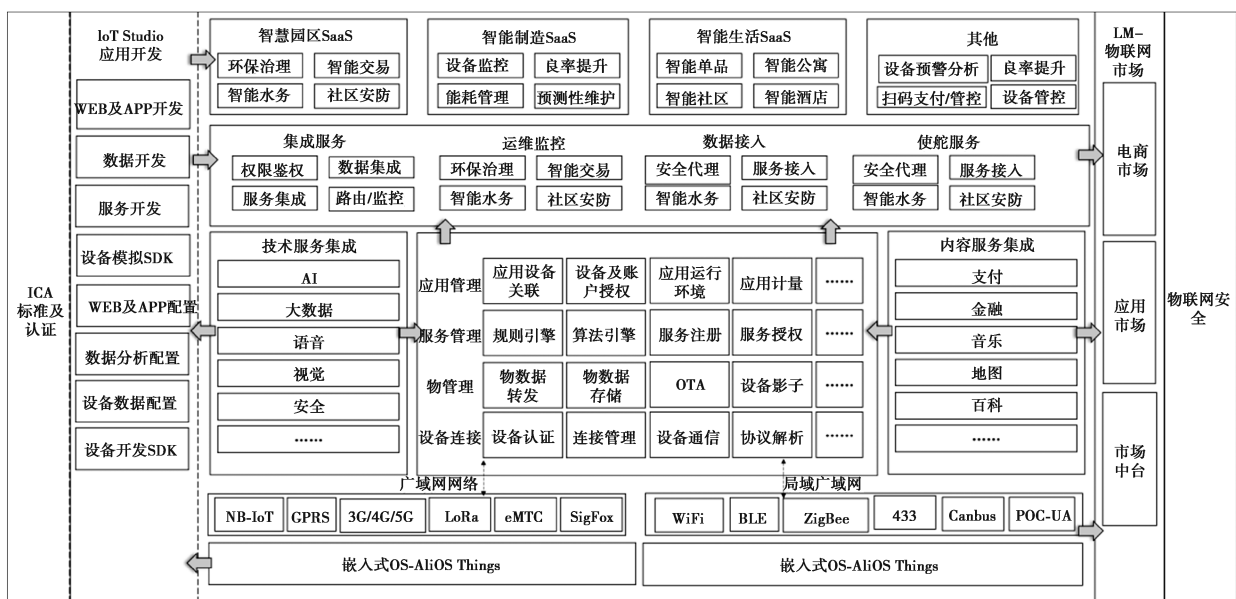 ICA
标准及
认证
IoT Studio
应用开发
WEB及APP开发
数据开发
服务开发
设备模拟SDK
WEB及APP配置
数据分析配置
设备数据配置
设备开发SDK
智慧园区SaaS
环保治理
智能交易
智能水务
社区安防
智能制造SaaS
设备监控
良率提升
能耗管理
预测性维护
智能生活SaaS
智能单品
智能公寓
智能社区
智能酒店
其他
设备预警分析
良率提升
扫码支付/管控
设备管控
集成服务
权限鉴权
数据集成
服务集成
路由/监控
运维监控
环保治理
智能交易
智能水务
社区安防
数据接入
安全代理
服务接入
智能水务
社区安防
使舵服务
安全代理
服务接入
智能水务
社区安防
技术服务集成
AI
大数据
语音
视觉
安全
……
应用管理
应用设备
关联
设备及账
户授权
应用运行
环境
应用计量
……
服务管理
规则引擎
算法引擎
服务注册
服务授权
……
物管理
物数据
转发
物数据
存储
OTA
设备影子
……
设备连接
设备认证
连接管理
设备通信
协议解析
……
内容服务集成
支付
金融
音乐
地图
百科
……
广域网网络
NB-IoT
GPRS
3G/4G/5G
LoRa
eMTC
SigFox
局域广域网
WiFi
BLE
ZigBee
433
Canbus
POC-UA
嵌入式OS-AliOS Things
嵌入式OS-AliOS Things
LM-
物联网
市场
电商
市场
应用
市场
市场
中台
物联网安
全